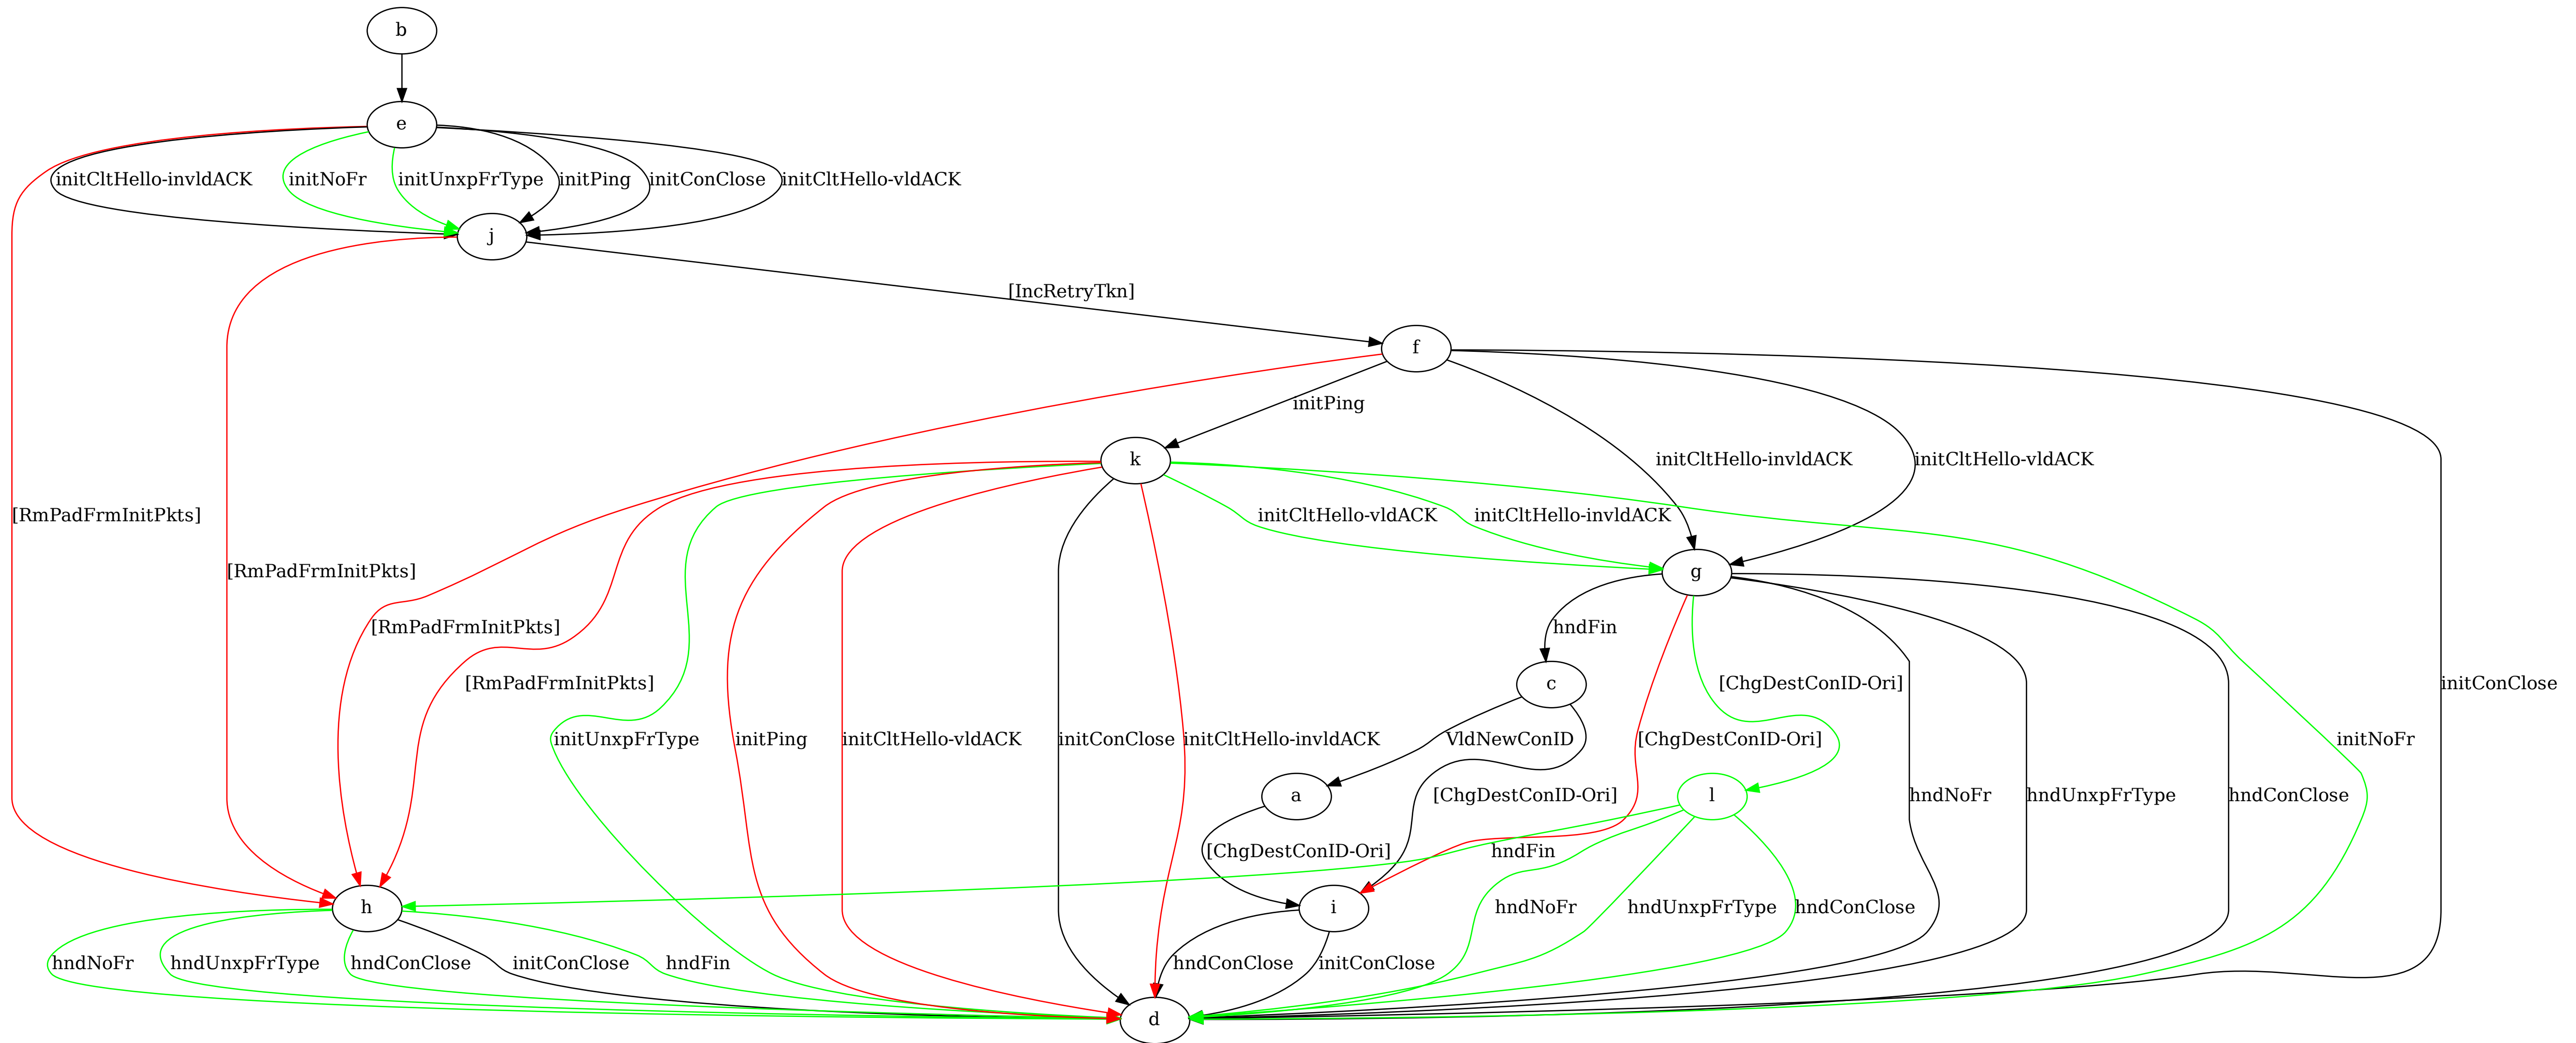 b
e
initCltHello-invldACK
initNoFr
initUnxpFrType
initPing
initConClose
initCltHello-vldACK
j
[IncRetryTkn]
f
initPing
k
initCltHello-invldACK
initCltHello-vldACK
[RmPadFrmInitPkts]
initCltHello-vldACK
initCltHello-invldACK
[RmPadFrmInitPkts]
g
[RmPadFrmInitPkts]
hndFin
[RmPadFrmInitPkts]
c
[ChgDestConID-Ori]
initConClose
initUnxpFrType
initPing
initCltHello-vldACK
initConClose
initCltHello-invldACK
VldNewConID
[ChgDestConID-Ori]
initNoFr
a
[ChgDestConID-Ori]
l
hndNoFr
hndUnxpFrType
hndConClose
[ChgDestConID-Ori]
hndFin
h
i
hndNoFr
hndUnxpFrType
hndConClose
hndNoFr
hndUnxpFrType
hndConClose
initConClose
hndFin
hndConClose
initConClose
d